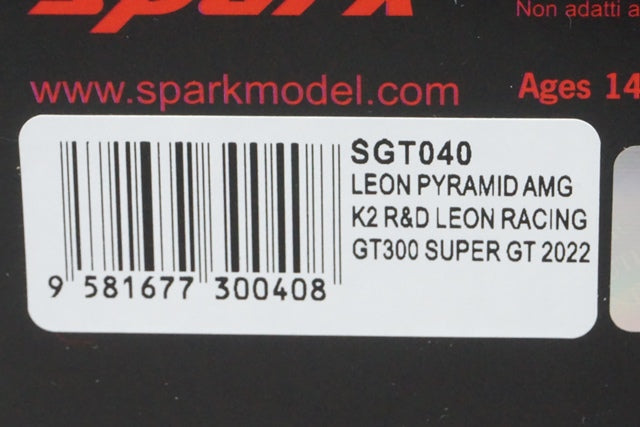 spark
Non adatti a
www.sparkmodel.com
Ages 14
SGT040
LEON PYRAMID AMG
K2 R&D LEON RACING
GT300 SUPER GT 2022
9 581677 300408